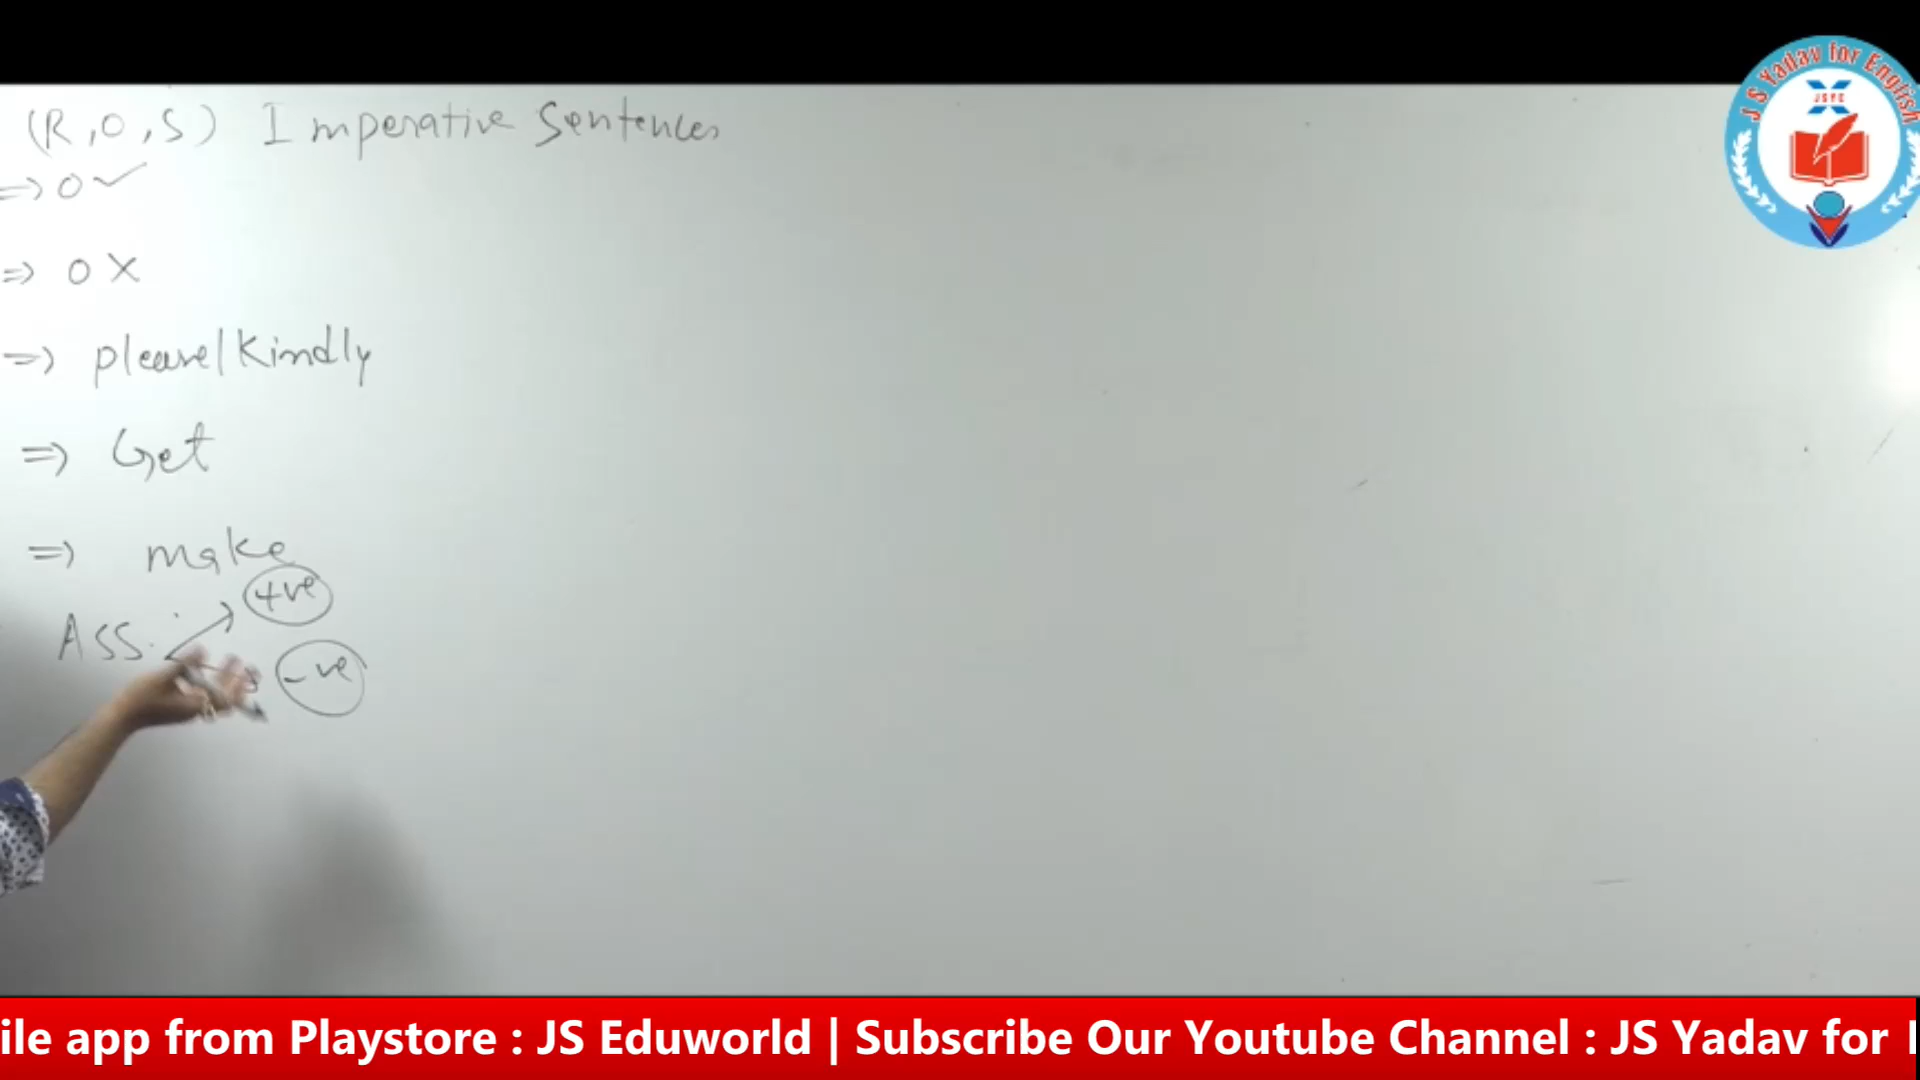 (R, O, S) Imperative Sentences
=> O ✓
=> O X
=> please/kindly
=> Get
=> make
Ass. +ve
-ve
J S Yadav for English
JSYE
ile app from Playstore : JS Eduworld | Subscribe Our Youtube Channel : JS Yadav for